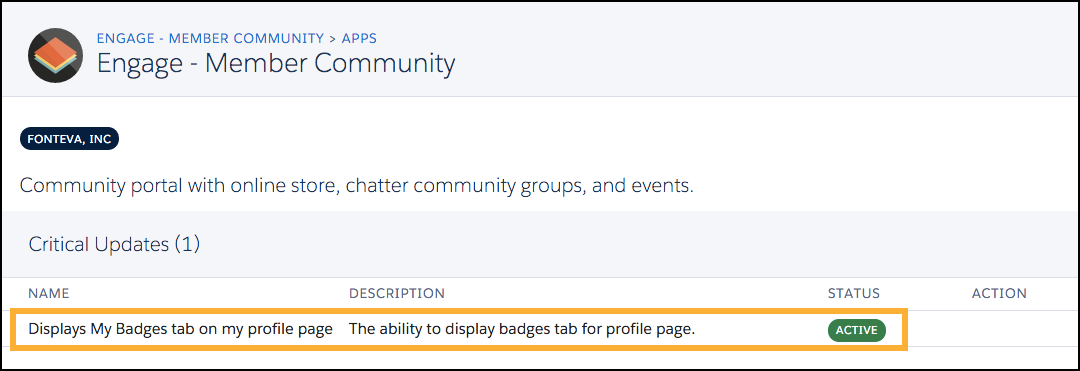 ENGAGE - MEMBER COMMUNITY > APPS
Engage - Member Community
FONTEVA, INC
Community portal with online store, chatter community groups, and events.
Critical Updates (1)
NAME DESCRIPTION STATUS ACTION
Displays My Badges tab on my profile page The ability to display badges tab for profile page. ACTIVE